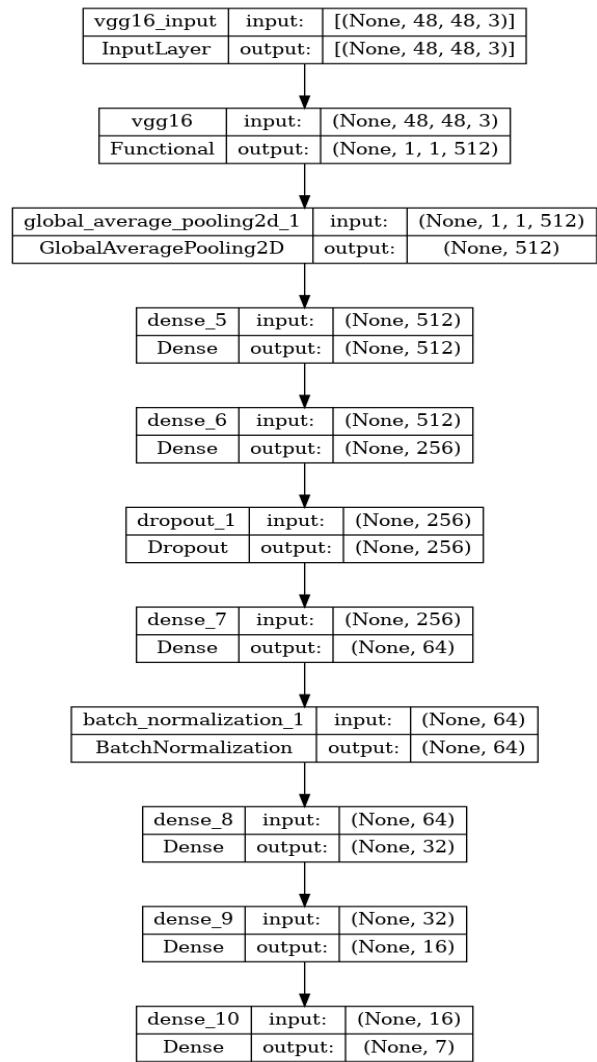 vgg16_input input: [(None, 48, 48, 3)]
InputLayer output: [(None, 48, 48, 3)]
vgg16 input: (None, 48, 48, 3)
Functional output: (None, 1, 1, 512)
global_average_pooling2d_1 input: (None, 1, 1, 512)
GlobalAveragePooling2D output: (None, 512)
dense_5 input: (None, 512)
Dense output: (None, 512)
dense_6 input: (None, 512)
Dense output: (None, 256)
dropout_1 input: (None, 256)
Dropout output: (None, 256)
dense_7 input: (None, 256)
Dense output: (None, 64)
batch_normalization_1 input: (None, 64)
BatchNormalization output: (None, 64)
dense_8 input: (None, 64)
Dense output: (None, 32)
dense_9 input: (None, 32)
Dense output: (None, 16)
dense_10 input: (None, 16)
Dense output: (None, 7)